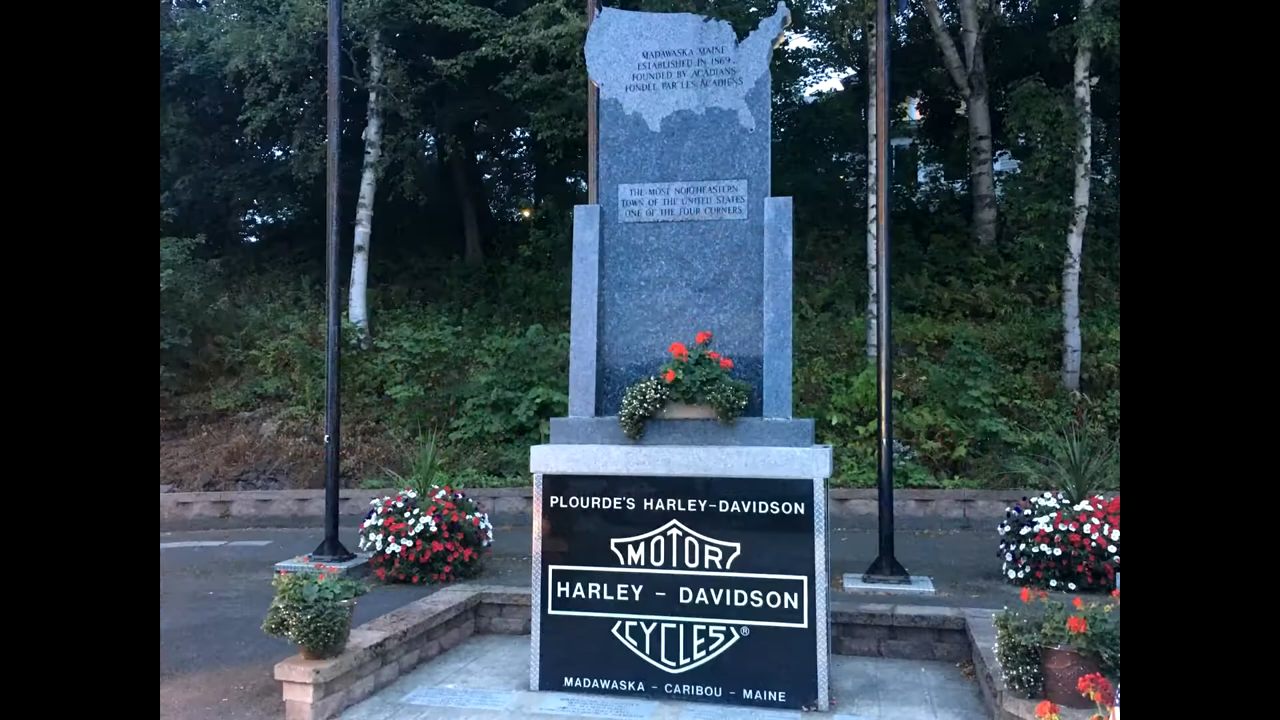 MADAWASKA MAINE
ESTABLISHED IN 1869
FOUNDED BY ACADIANS
FONDÉE PAR LES ACADIENS
THE MOST NORTHEASTERN
TOWN OF THE UNITED STATES
ONE OF THE FOUR CORNERS
PLOURDE'S HARLEY-DAVIDSON
MOTOR
HARLEY - DAVIDSON
CYCLES®
MADAWASKA - CARIBOU - MAINE